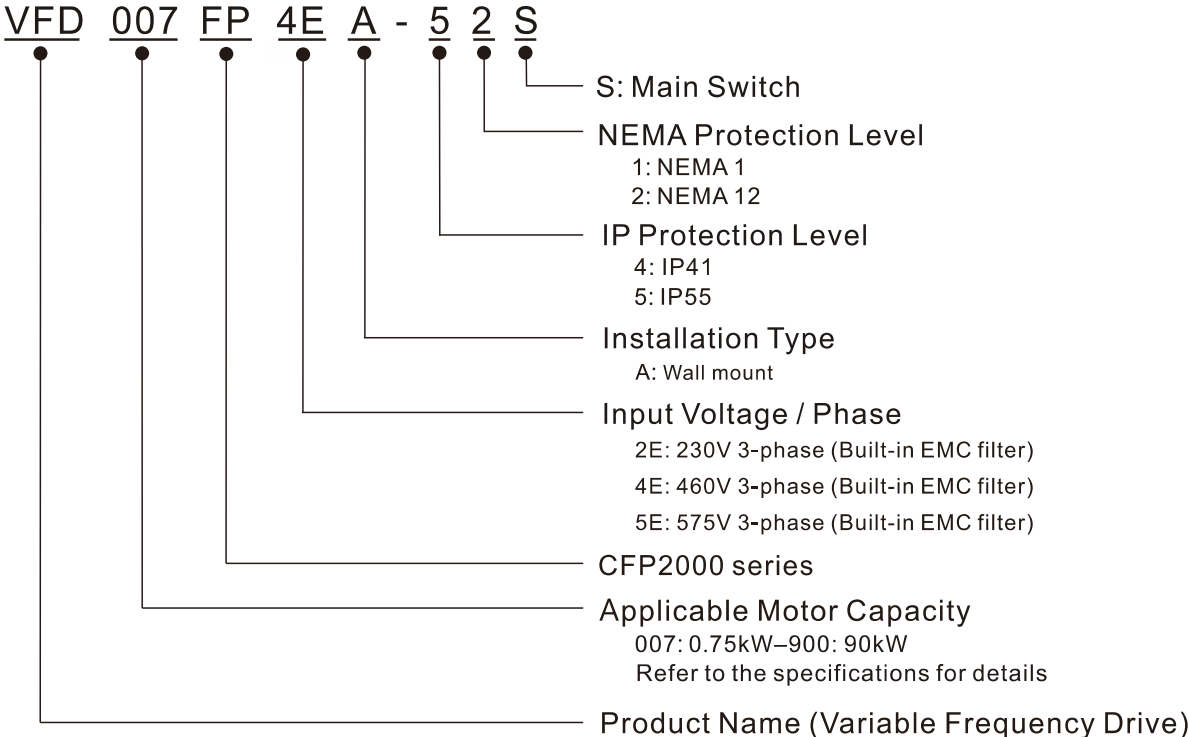 VFD 007 FP 4E A - 5 2 S
S: Main Switch
NEMA Protection Level
1: NEMA 1
2: NEMA 12
IP Protection Level
4: IP41
5: IP55
Installation Type
A: Wall mount
Input Voltage / Phase
2E: 230V 3-phase (Built-in EMC filter)
4E: 460V 3-phase (Built-in EMC filter)
5E: 575V 3-phase (Built-in EMC filter)
CFP2000 series
Applicable Motor Capacity
007: 0.75kW–900: 90kW
Refer to the specifications for details
Product Name (Variable Frequency Drive)